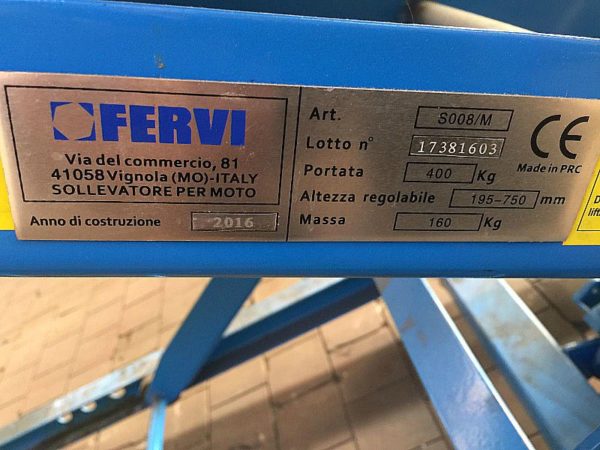 FERVI
Via del commercio, 81
41058 Vignola (MO)-ITALY
SOLLEVATORE PER MOTO
Anno di costruzione 2016
Art. S008/M
Lotto n° 17381603
Portata 400 Kg
Altezza regolabile 195-750 mm
Massa 160 Kg
CE
Made in PRC